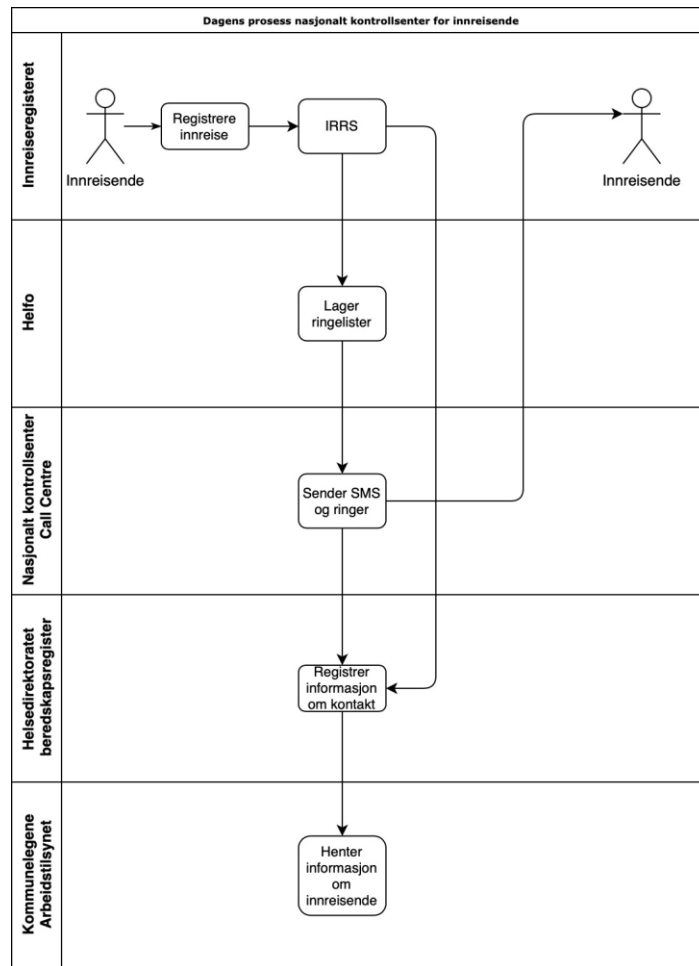 Dagens prosess nasjonalt kontrollsenter for innreisende
Innreiseregisteret
Innreisende
Registrere
innreise
IRRS
Innreisende
Helfo
Lager
ringelister
Nasjonalt kontrollsenter
Call Centre
Sender SMS
og ringer
Helsedirektoratet
beredskapsregister
Registrer
informasjon
om kontakt
Kommunelegene
Arbeidstilsynet
Henter
informasjon
om
innreisende